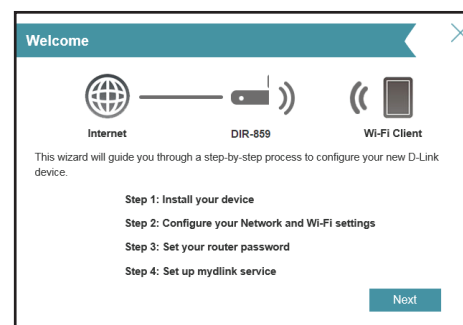 Welcome
Internet
DIR-859
Wi-Fi Client
This wizard will guide you through a step-by-step process to configure your new D-Link
device.
Step 1: Install your device
Step 2: Configure your Network and Wi-Fi settings
Step 3: Set your router password
Step 4: Set up mydlink service
Next